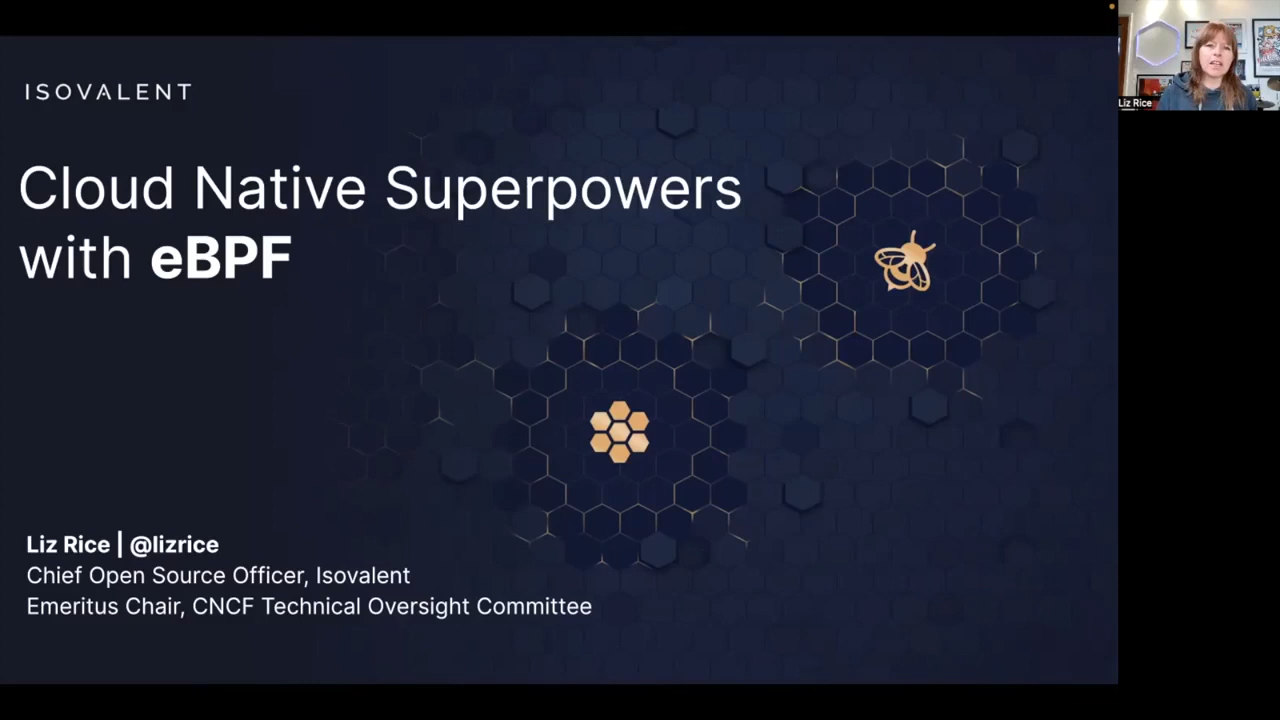 ISOVALENT
Cloud Native Superpowers
with eBPF
Liz Rice | @lizrice
Chief Open Source Officer, Isovalent
Emeritus Chair, CNCF Technical Oversight Committee
Liz Rice